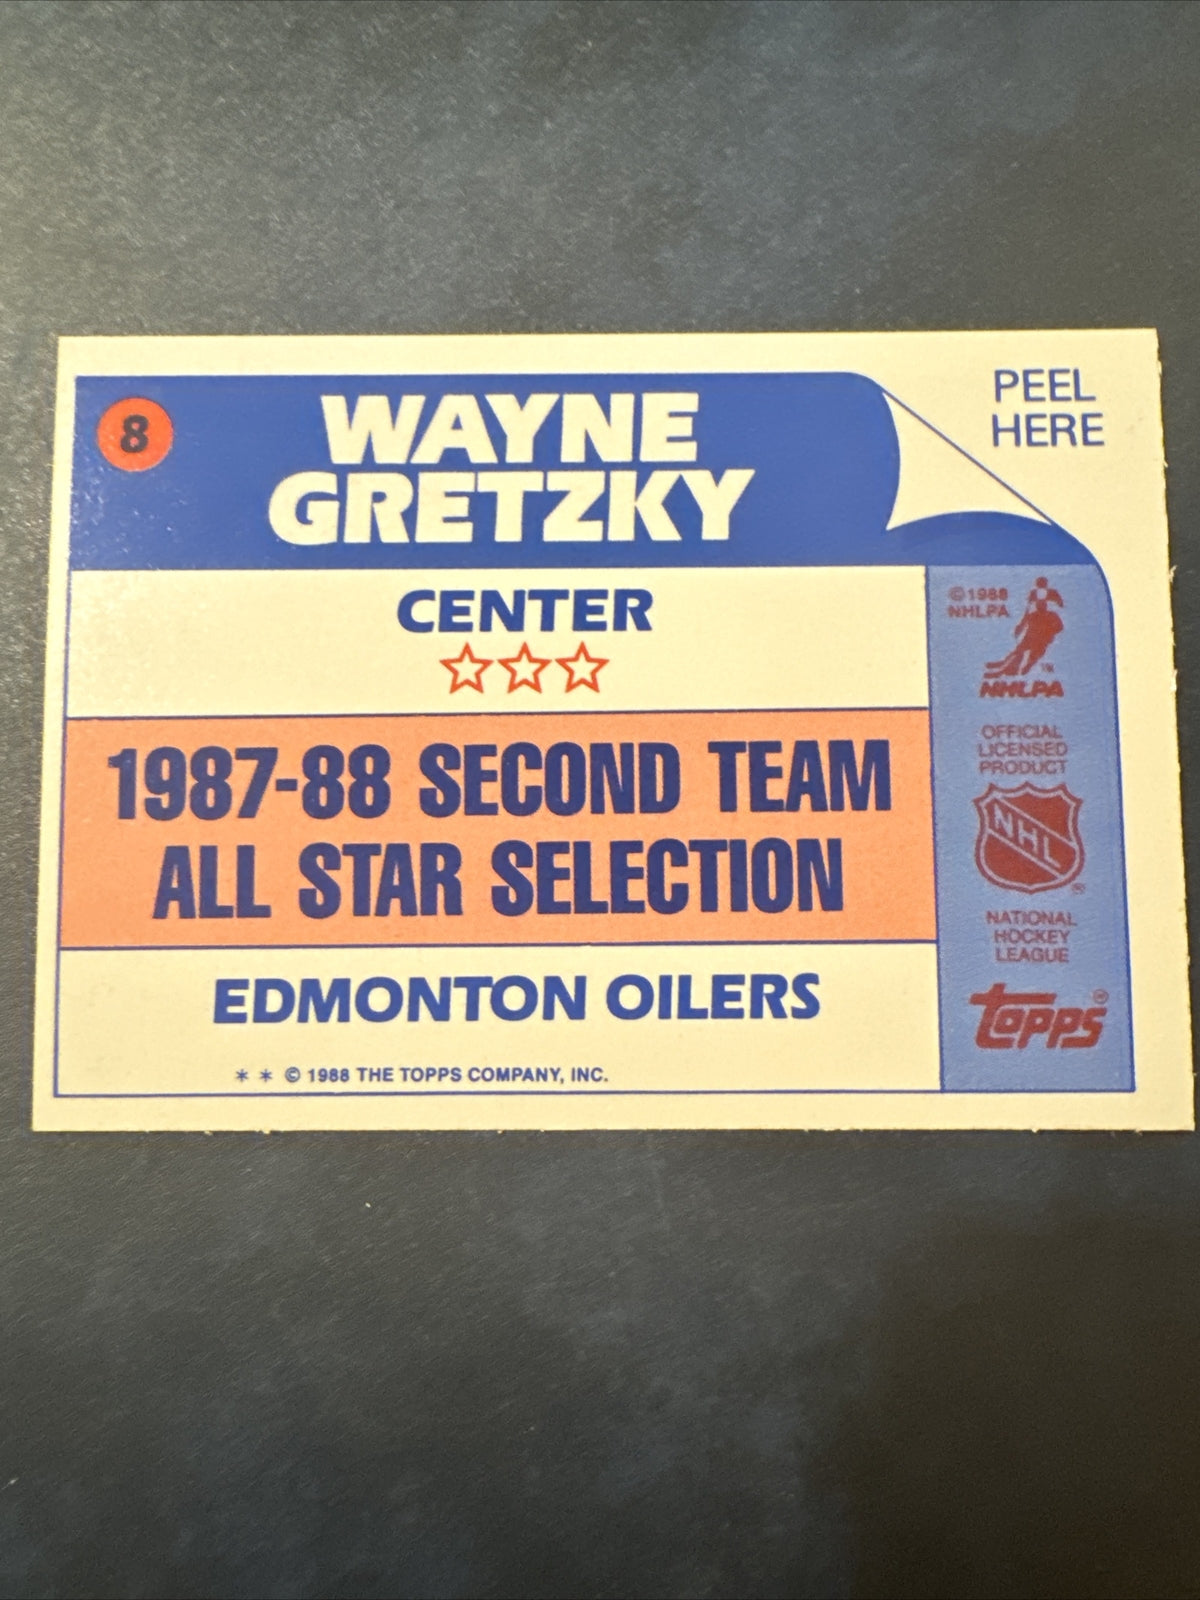 8
WAYNE
GRETZKY
PEEL
HERE
CENTER
1987-88 SECOND TEAM
ALL STAR SELECTION
EDMONTON OILERS
* * © 1988 THE TOPPS COMPANY, INC.
©1988
NHLPA
TM
NHLPA
OFFICIAL
LICENSED
PRODUCT
NHL
®
NATIONAL
HOCKEY
LEAGUE
topps®